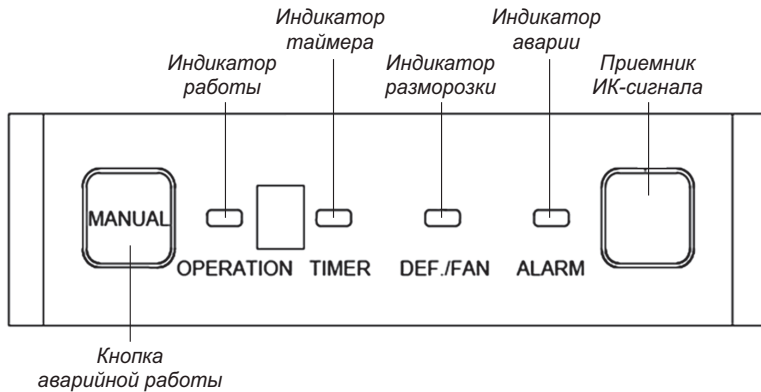 Индикатор
таймера
Индикатор
аварии
Индикатор
работы
Индикатор
разморозки
Приемник
ИК-сигнала
MANUAL
OPERATION TIMER DEF./FAN ALARM
Кнопка
аварийной работы